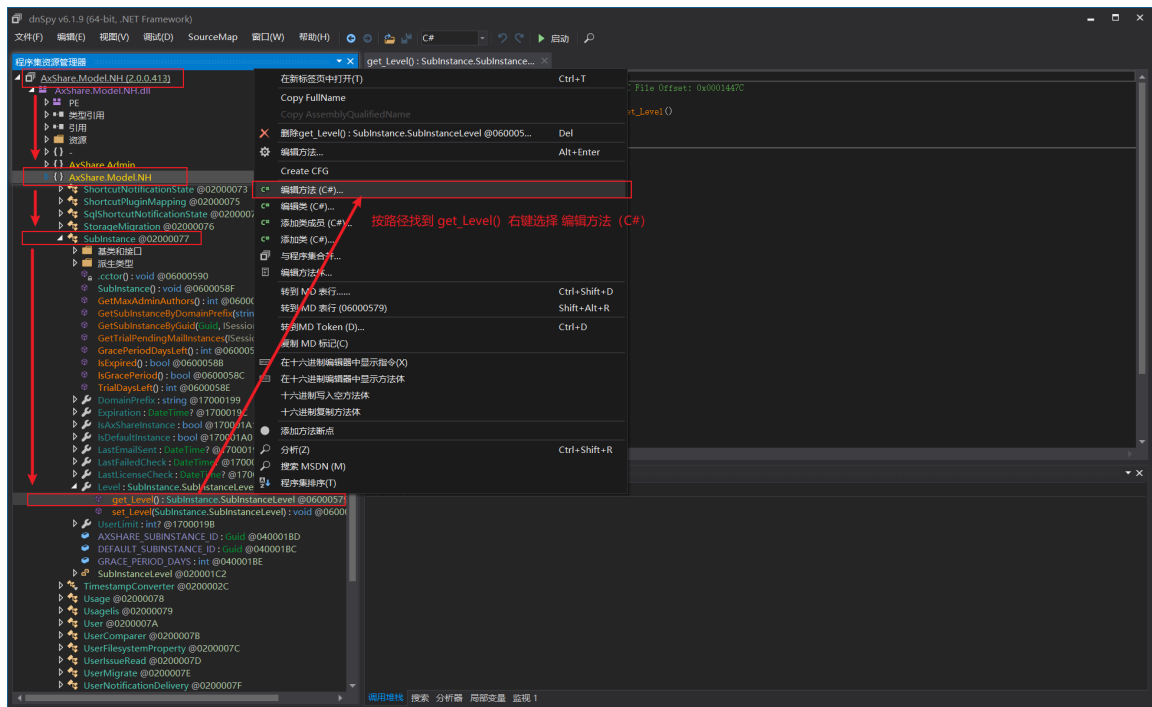 dnSpy v6.1.9 (64-bit, .NET Framework)
文件(F) 编辑(E) 视图(V) 调试(D) SourceMap 窗口(W) 帮助(H) C# 启动
程序集资源管理器
get_Level() : SubInstance.SubInstance...
AxShare.Model.NH (2.0.0.413)
AxShare.Model.NH.dll
PE
类型引用
引用
资源
{ } -
{ } AxShare.Admin
{ } AxShare.Model.NH
ShortcutNotificationState @02000073
ShortcutPluginMapping @02000075
SqlShortcutNotificationState @0200007
StorageMigration @02000076
SubInstance @02000077
基类和接口
派生类型
.cctor() : void @06000590
SubInstance() : void @0600058F
GetMaxAdminAuthors() : int @0600
GetSubInstanceByDomainPrefix(strin
GetSubInstanceByGuid(Guid, ISessio
GetTrialPendingMailInstances(ISessi
GracePeriodDaysLeft() : int @060005
IsExpired() : bool @0600058B
IsGracePeriod() : bool @0600058C
TrialDaysLeft() : int @0600058E
DomainPrefix : string @17000199
Expiration : DateTime? @1700019
IsAxShareInstance : bool @170001A
IsDefaultInstance : bool @170001A0
LastEmailSent : DateTime? @170001
LastFailedCheck : DateTime? @1700
LastLicenseCheck : DateTime? @170
Level : SubInstance.SubInstanceLeve
get_Level() : SubInstance.SubInstanceLevel @06000579
set_Level(SubInstance.SubInstanceLevel) : void @0600
UserLimit : int? @1700019B
AXSHARE_SUBINSTANCE_ID : Guid @040001BD
DEFAULT_SUBINSTANCE_ID : Guid @040001BC
GRACE_PERIOD_DAYS : int @040001BE
SubInstanceLevel @020001C2
TimestampConverter @0200002C
Usage @02000078
Usagelis @02000079
User @0200007A
UserComparer @0200007B
UserFilesystemProperty @0200007C
UserIssueRead @0200007D
UserMigrate @0200007E
UserNotificationDelivery @0200007F
在新标签页中打开(T) Ctrl+T
Copy FullName
Copy AssemblyQualifiedName
删除get_Level() : SubInstance.SubInstanceLevel @060005... Del
编辑方法... Alt+Enter
Create CFG
编辑方法 (C#)...
编辑类 (C#)...
添加类成员 (C#)...
添加类 (C#)...
与程序集合并...
编辑方法体...
转到 MD 表行...... Ctrl+Shift+D
转到 MD 表行 (06000579) Shift+Alt+R
转到MD Token (D)... Ctrl+D
复制 MD 标记(C)
在十六进制编辑器中显示指令(X)
在十六进制编辑器中显示方法体
十六进制写入空方法体
十六进制复制方法体
添加方法断点
分析(Z) Ctrl+Shift+R
搜索 MSDN (M)
程序集排序(T)
File Offset: 0x0001447C
et_Level()
按路径找到 get_Level() 右键选择 编辑方法（C#）
调用堆栈 搜索 分析器 局部变量 监视 1